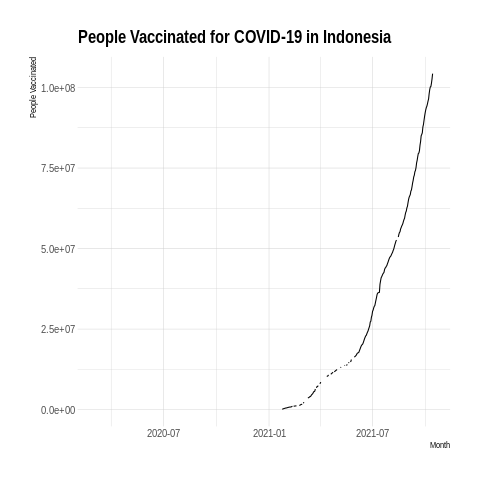 People Vaccinated for COVID-19 in Indonesia
People Vaccinated
1.0e+08
7.5e+07
5.0e+07
2.5e+07
0.0e+00
2020-07 2021-01 2021-07
Month